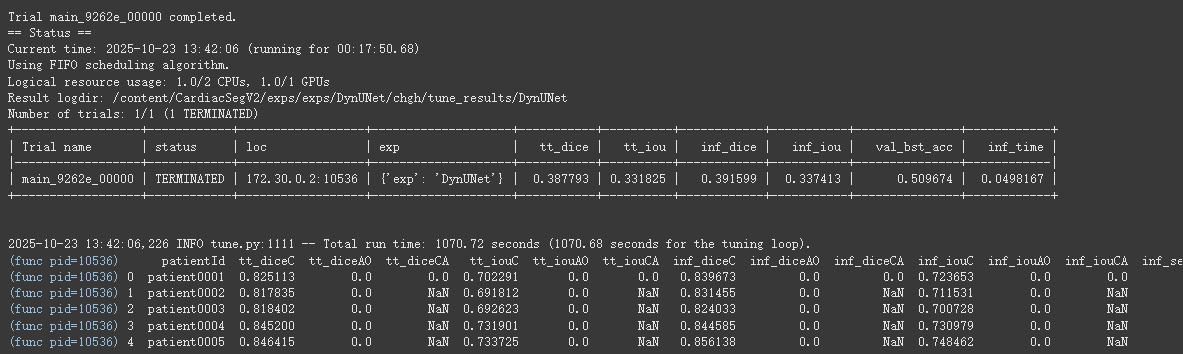 Trial main_9262e_00000 completed.
== Status ==
Current time: 2025-10-23 13:42:06 (running for 00:17:50.68)
Using FIFO scheduling algorithm.
Logical resource usage: 1.0/2 CPUs, 1.0/1 GPUs
Result logdir: /content/CardiacSegV2/exps/exps/DynUNet/chgh/tune_results/DynUNet
Number of trials: 1/1 (1 TERMINATED)
+------------------+------------+------------------+--------------------+-----------+----------+------------+-----------+---------------+------------+
| Trial name | status | loc | exp | tt_dice | tt_iou | inf_dice | inf_iou | val_bst_acc | inf_time |
|------------------+------------+------------------+--------------------+-----------+----------+------------+-----------+---------------+------------|
| main_9262e_00000 | TERMINATED | 172.30.0.2:10536 | {'exp': 'DynUNet'} | 0.387793 | 0.331825 | 0.391599 | 0.337413 | 0.509674 | 0.0498167 |
+------------------+------------+------------------+--------------------+-----------+----------+------------+-----------+---------------+------------+
2025-10-23 13:42:06,226 INFO tune.py:1111 -- Total run time: 1070.72 seconds (1070.68 seconds for the tuning loop).
(func pid=10536) patientId tt_diceC tt_diceAO tt_diceCA tt_iouC tt_iouAO tt_iouCA inf_diceC inf_diceAO inf_diceCA inf_iouC inf_iouAO inf_iouCA inf_se
(func pid=10536) 0 patient0001 0.825113 0.0 0.0 0.702291 0.0 0.0 0.839673 0.0 0.0 0.723653 0.0 0.0
(func pid=10536) 1 patient0002 0.817835 0.0 NaN 0.691812 0.0 NaN 0.831455 0.0 NaN 0.711531 0.0 NaN
(func pid=10536) 2 patient0003 0.818402 0.0 NaN 0.692623 0.0 NaN 0.824033 0.0 NaN 0.700728 0.0 NaN
(func pid=10536) 3 patient0004 0.845200 0.0 NaN 0.731901 0.0 NaN 0.844585 0.0 NaN 0.730979 0.0 NaN
(func pid=10536) 4 patient0005 0.846415 0.0 NaN 0.733725 0.0 NaN 0.856138 0.0 NaN 0.748462 0.0 NaN